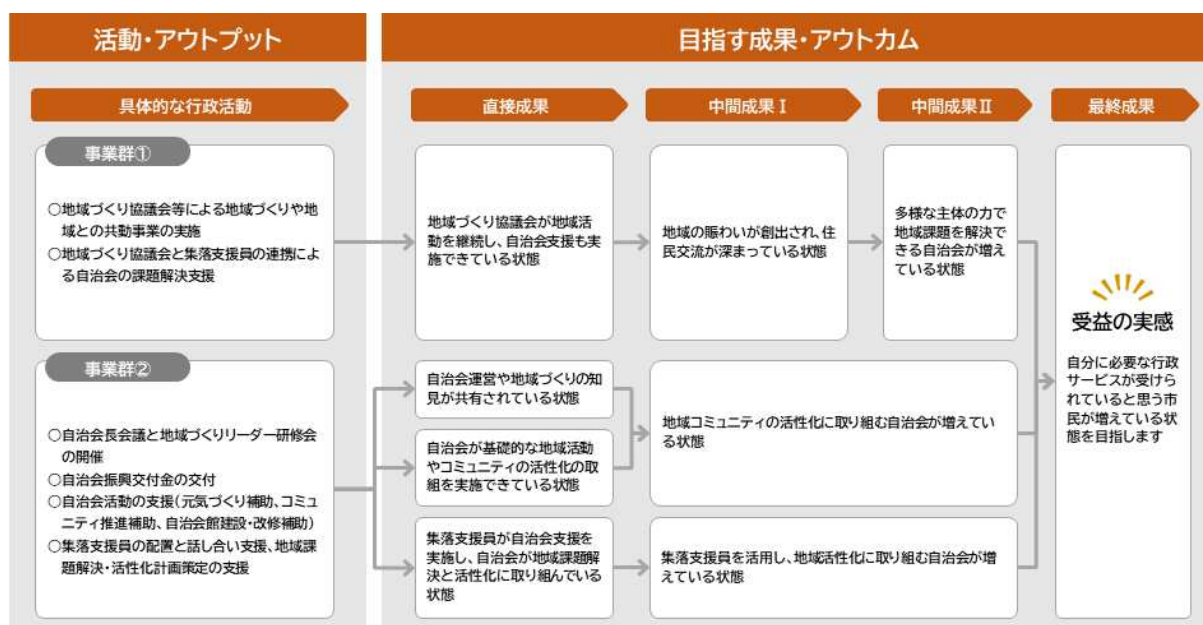 活動・アウトプット
目指す成果・アウトカム
具体的な行政活動
直接成果
中間成果Ⅰ
中間成果Ⅱ
最終成果
事業群①
○地域づくり協議会等による地域づくりや地
域との共動事業の実施
○地域づくり協議会と集落支援員の連携によ
る自治会の課題解決支援
地域づくり協議会が地域活
動を継続し、自治会支援も実
施できている状態
地域の賑わいが創出され、住
民交流が深まっている状態
多様な主体の力で
地域課題を解決で
きる自治会が増え
ている状態
事業群②
○自治会長会議と地域づくりリーダー研修会
の開催
○自治会振興交付金の交付
○自治会活動の支援(元気づくり補助、コミュ
ニティ推進補助、自治会館建設・改修補助)
○集落支援員の配置と話し合い支援、地域課
題解決・活性化計画策定の支援
自治会運営や地域づくりの知
見が共有されている状態
自治会が基礎的な地域活動
やコミュニティの活性化の取
組を実施できている状態
地域コミュニティの活性化に取り組む自治会が増えてい
る状態
集落支援員が自治会支援を
実施し、自治会が地域課題解
決と活性化に取り組んでいる
状態
集落支援員を活用し、地域活性化に取り組む自治会が増
えている状態
受益の実感
自分に必要な行政
サービスが受けら
れていると思う市
民が増えている状
態を目指します